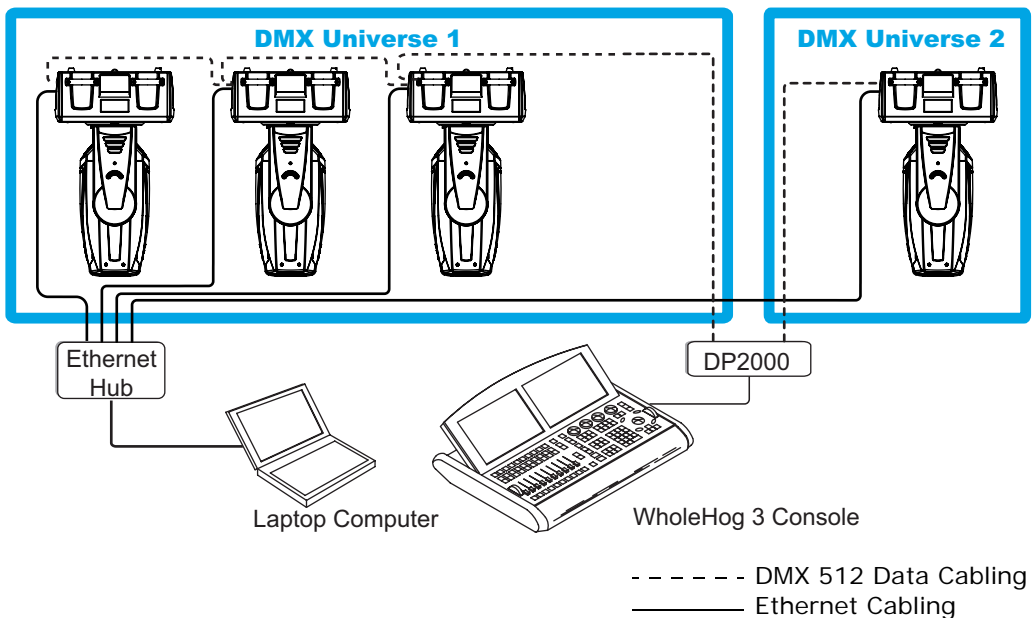 DMX Universe 1
DMX Universe 2
Ethernet
Hub
DP2000
Laptop Computer
WholeHog 3 Console
DMX 512 Data Cabling
Ethernet Cabling